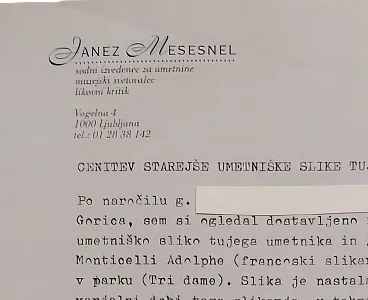 JANEZ MESESNEL
sodni izvedenec za umetnine
muzejski svetovalec
likovni kritik
Vogelna 4
1000 Ljubljana
tel.: 01 28 38 142
CENITEV STAREJŠE UMETNIŠKE SLIKE TUJ
Po naročilu g.
Gorica, sem si ogledal dostavljeno
umetniško sliko tujega umetnika in
Monticelli Adolphe (francoski slikar
v parku (Tri dame). Slika je nastala